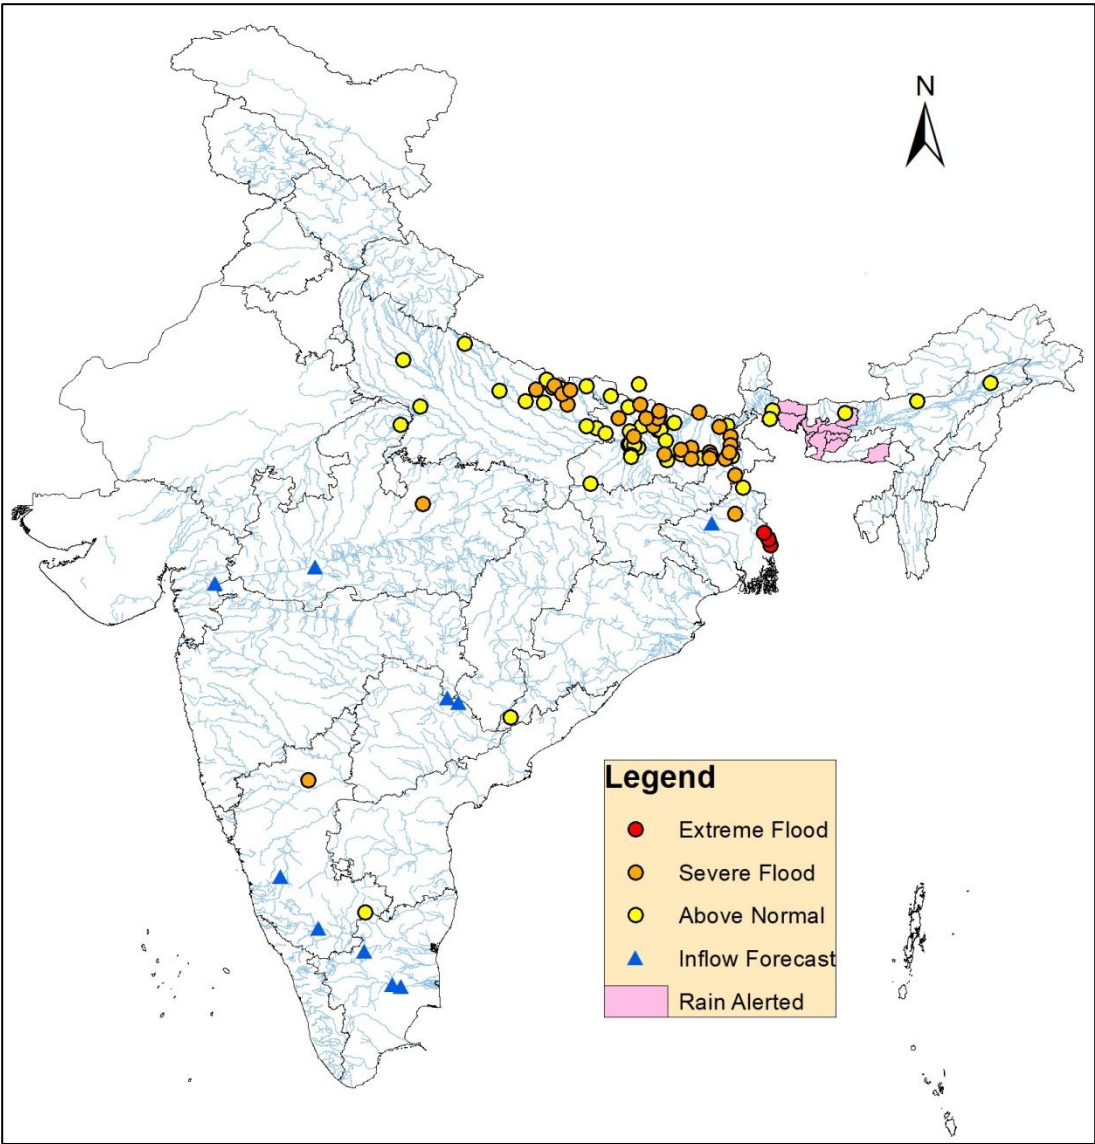 N
Legend
Extreme Flood
Severe Flood
Above Normal
Inflow Forecast
Rain Alerted